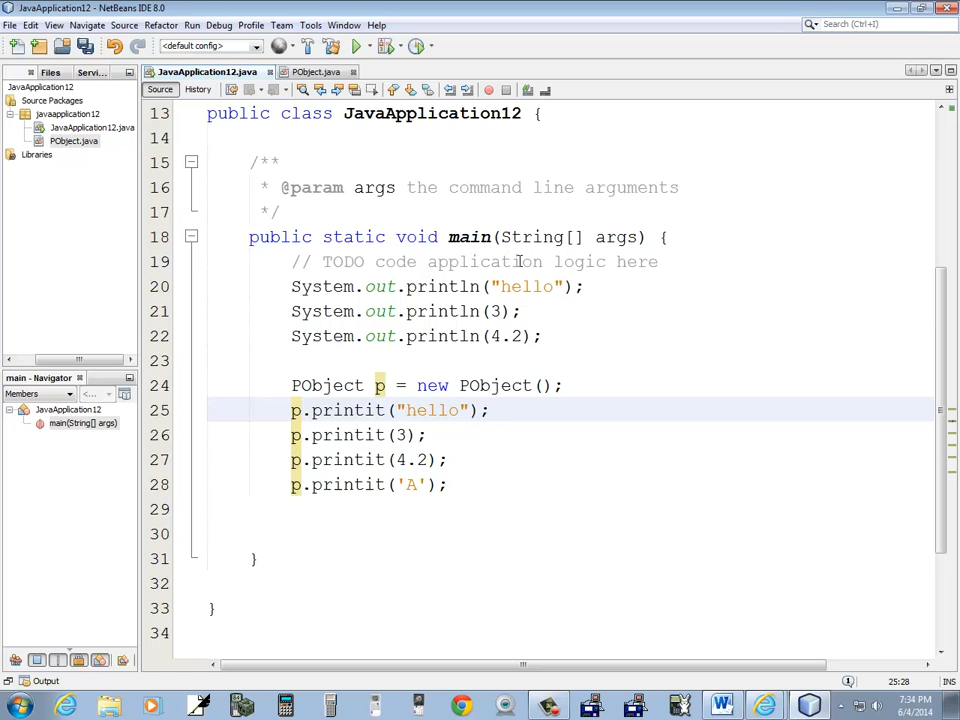 JavaApplication12 - NetBeans IDE 8.0
File Edit View Navigate Source Refactor Run Debug Profile Team Tools Window Help
Search (Ctrl+I)
<default config>
Files Servi...
JavaApplication12.java PObject.java
Source History
JavaApplication12
Source Packages
javaapplication12
JavaApplication12.java
PObject.java
Libraries
13 public class JavaApplication12 {
14
15 /**
16 * @param args the command line arguments
17 */
18 public static void main(String[] args) {
19 // TODO code application logic here
20 System.out.println("hello");
21 System.out.println(3);
22 System.out.println(4.2);
23
24 PObject p = new PObject();
25 p.printit("hello");
26 p.printit(3);
27 p.printit(4.2);
28 p.printit('A');
29
30
31 }
32
33 }
34
main - Navigator
Members <...
JavaApplication12
main(String[] args)
Output
1
25:28 INS
7:34 PM
6/4/2014